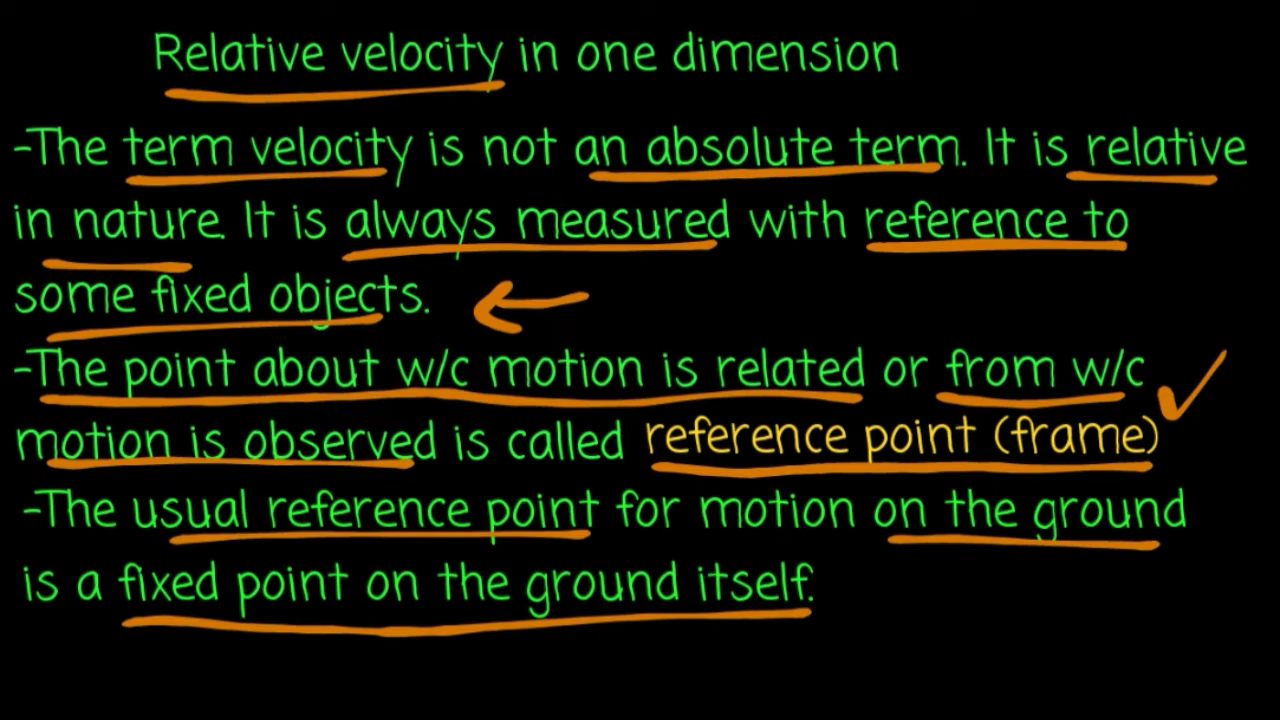 Relative velocity in one dimension
-The term velocity is not an absolute term. It is relative
in nature. It is always measured with reference to
some fixed objects.
-The point about w/c motion is related or from w/c
motion is observed is called reference point (frame)
-The usual reference point for motion on the ground
is a fixed point on the ground itself.